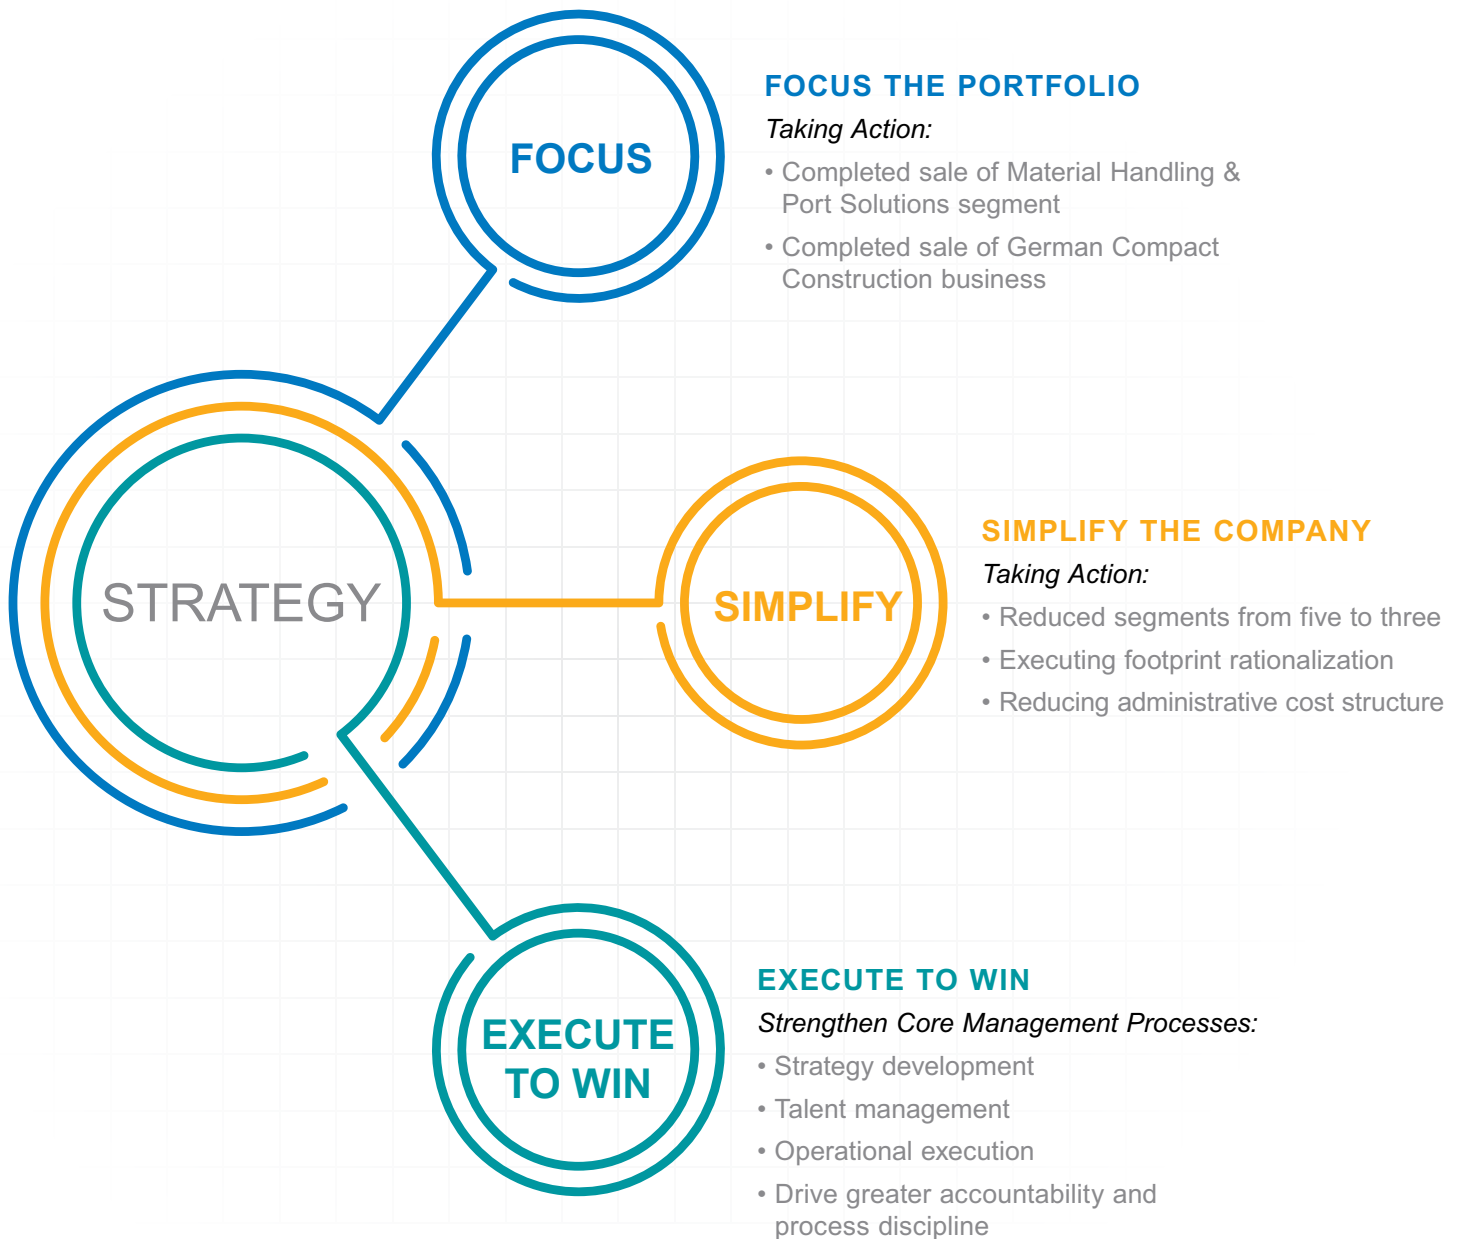 FOCUS
FOCUS THE PORTFOLIO
Taking Action:
• Completed sale of Material Handling &
Port Solutions segment
• Completed sale of German Compact
Construction business
STRATEGY
SIMPLIFY
SIMPLIFY THE COMPANY
Taking Action:
• Reduced segments from five to three
• Executing footprint rationalization
• Reducing administrative cost structure
EXECUTE
TO WIN
EXECUTE TO WIN
Strengthen Core Management Processes:
• Strategy development
• Talent management
• Operational execution
• Drive greater accountability and
process discipline